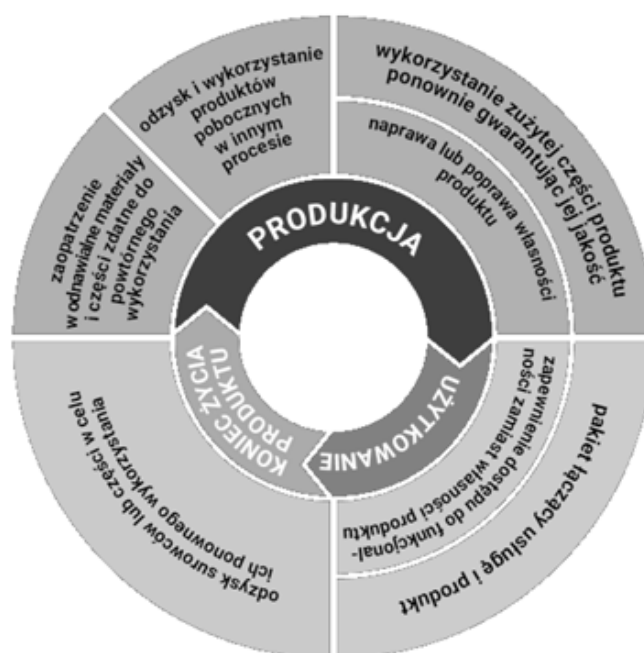 odzysk i wykorzystanie
produktów
pobocznych
w innym
procesie
wykorzystanie zużytej części produktu
ponownie gwarantując jej jakość
naprawa lub poprawa własności
produktu
zaopatrzenie
w odnawialne materiały
i części zdatne do
powtórnego
wykorzystania
PRODUKCJA
UŻYTKOWANIE
KONIEC ŻYCIA
PRODUKTU
zapewnienie dostępu do funkcjonal-
ności zamiast własności produktu
pakiet łączący usługę i produkt
odzysk surowców lub części w celu
ich ponownego wykorzystania